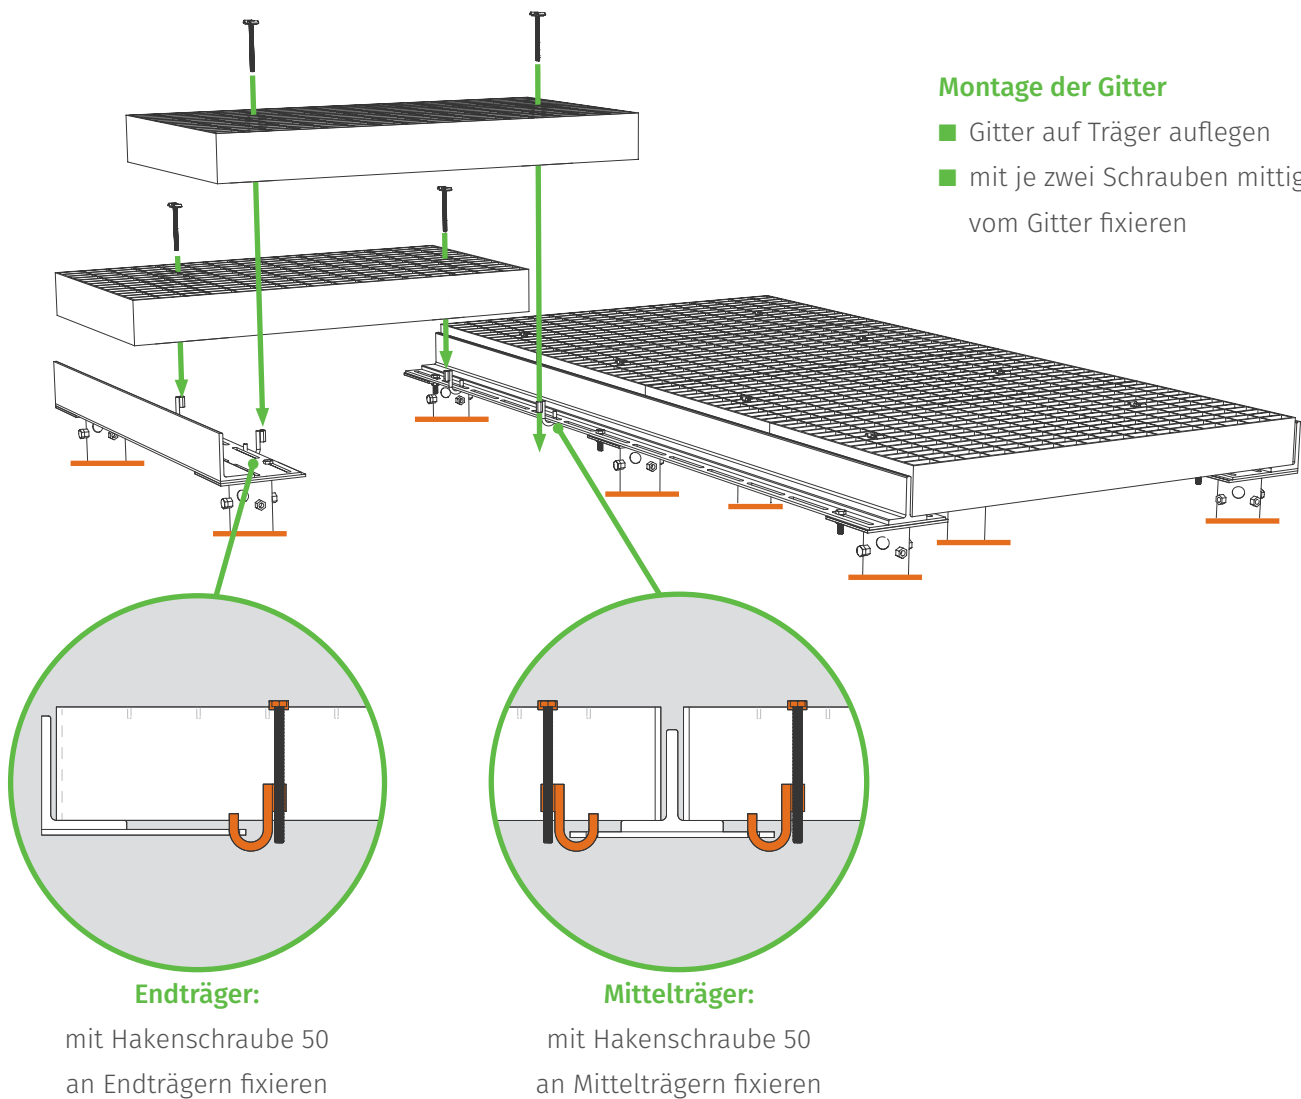 Montage der Gitter
Gitter auf Träger auflegen
mit je zwei Schrauben mittig
vom Gitter fixieren
Endträger:
mit Hakenschraube 50
an Endträgern fixieren
Mittelträger:
mit Hakenschraube 50
an Mittelträgern fixieren